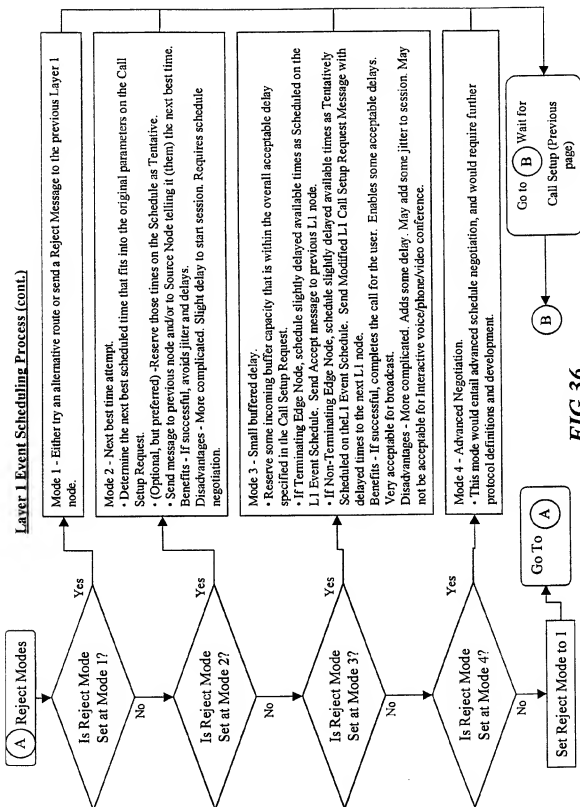 Layer 1 Event Scheduling Process (cont.)
A Reject Modes
Is Reject Mode
Set at Mode 1?
Yes
No
Mode 1 - Either try an alternative route or send a Reject Message to the previous Layer 1
node.
Is Reject Mode
Set at Mode 2?
Yes
No
Mode 2 - Next best time attempt.
• Determine the next best scheduled time that fits into the original parameters on the Call
Setup Request.
• (Optional, but preferred) -Reserve those times on the Schedule as Tentative.
• Send message to previous node and/or to Source Node telling it (them) the next best time.
Benefits - If successful, avoids jitter and delays.
Disadvantages - More complicated. Slight delay to start session. Requires schedule
negotiation.
Is Reject Mode
Set at Mode 3?
Yes
No
Mode 3 - Small buffered delay.
• Reserve some incoming buffer capacity that is within the overall acceptable delay
specified in the Call Setup Request.
• If Terminating Edge Node, schedule slightly delayed available times as Scheduled on the
L1 Event Schedule. Send Accept message to previous L1 node.
• If Non-Terminating Edge Node, schedule slightly delayed available times as Tentatively
Scheduled on theL1 Event Schedule. Send Modified L1 Call Setup Request Message with
delayed times to the next L1 node.
Benefits - If successful, completes the call for the user. Enables some acceptable delays.
Very acceptable for broadcast.
Disadvantages - More complicated. Adds some delay. May add some jitter to session. May
not be acceptable for Interactive voice/phone/video conference.
Is Reject Mode
Set at Mode 4?
Yes
No
Mode 4 - Advanced Negotiation.
• This mode would entail advanced schedule negotiation, and would require further
protocol definitions and development.
Set Reject Mode to 1
Go To A
B
Go to B Wait for
Call Setup (Previous
page)
FIG 36